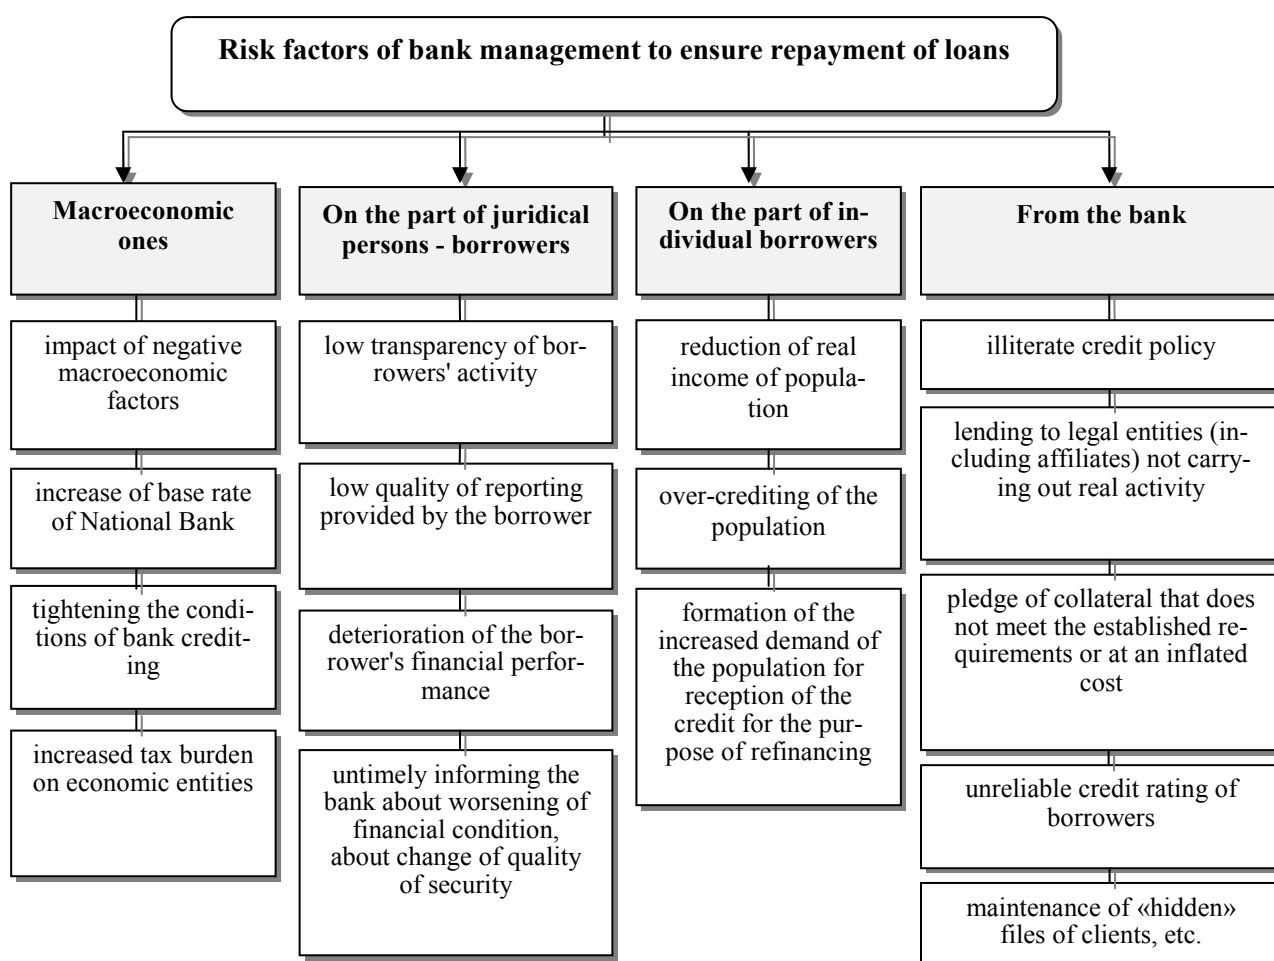 Risk factors of bank management to ensure repayment of loans
Macroeconomic
ones
impact of negative
macroeconomic
factors
increase of base rate
of National Bank
tightening the condi-
tions of bank credit-
ing
increased tax burden
on economic entities
On the part of juridical
persons - borrowers
low transparency of bor-
rowers' activity
low quality of reporting
provided by the borrower
deterioration of the bor-
rower's financial perfor-
mance
untimely informing the
bank about worsening of
financial condition,
about change of quality
of security
On the part of in-
dividual borrowers
reduction of real
income of popula-
tion
over-crediting of the
population
formation of the
increased demand of
the population for
reception of the
credit for the pur-
pose of refinancing
From the bank
illiterate credit policy
lending to legal entities (in-
cluding affiliates) not carry-
ing out real activity
pledge of collateral that does
not meet the established re-
quirements or at an inflated
cost
unreliable credit rating of
borrowers
maintenance of «hidden»
files of clients, etc.